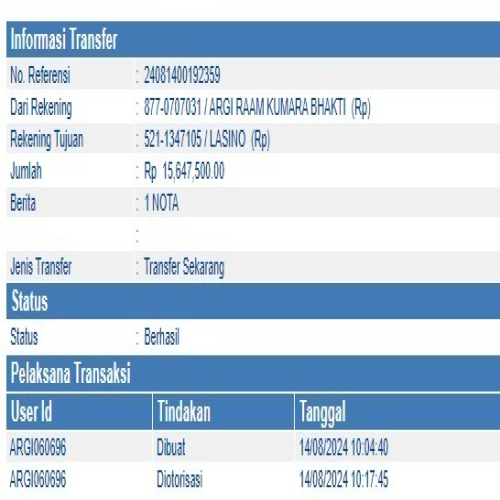 Informasi Transfer
No. Referensi : 24081400192359
Dari Rekening : 877-0707031 / ARGI RAAM KUMARA BHAKTI (Rp)
Rekening Tujuan : 521-1347105 / LASINO (Rp)
Jumlah : Rp 15,647,500.00
Berita : 1 NOTA
:
Jenis Transfer : Transfer Sekarang
Status
Status : Berhasil
Pelaksana Transaksi
User Id Tindakan Tanggal
ARGI060696 Dibuat 14/08/2024 10:04:40
ARGI060696 Diotorisasi 14/08/2024 10:17:45